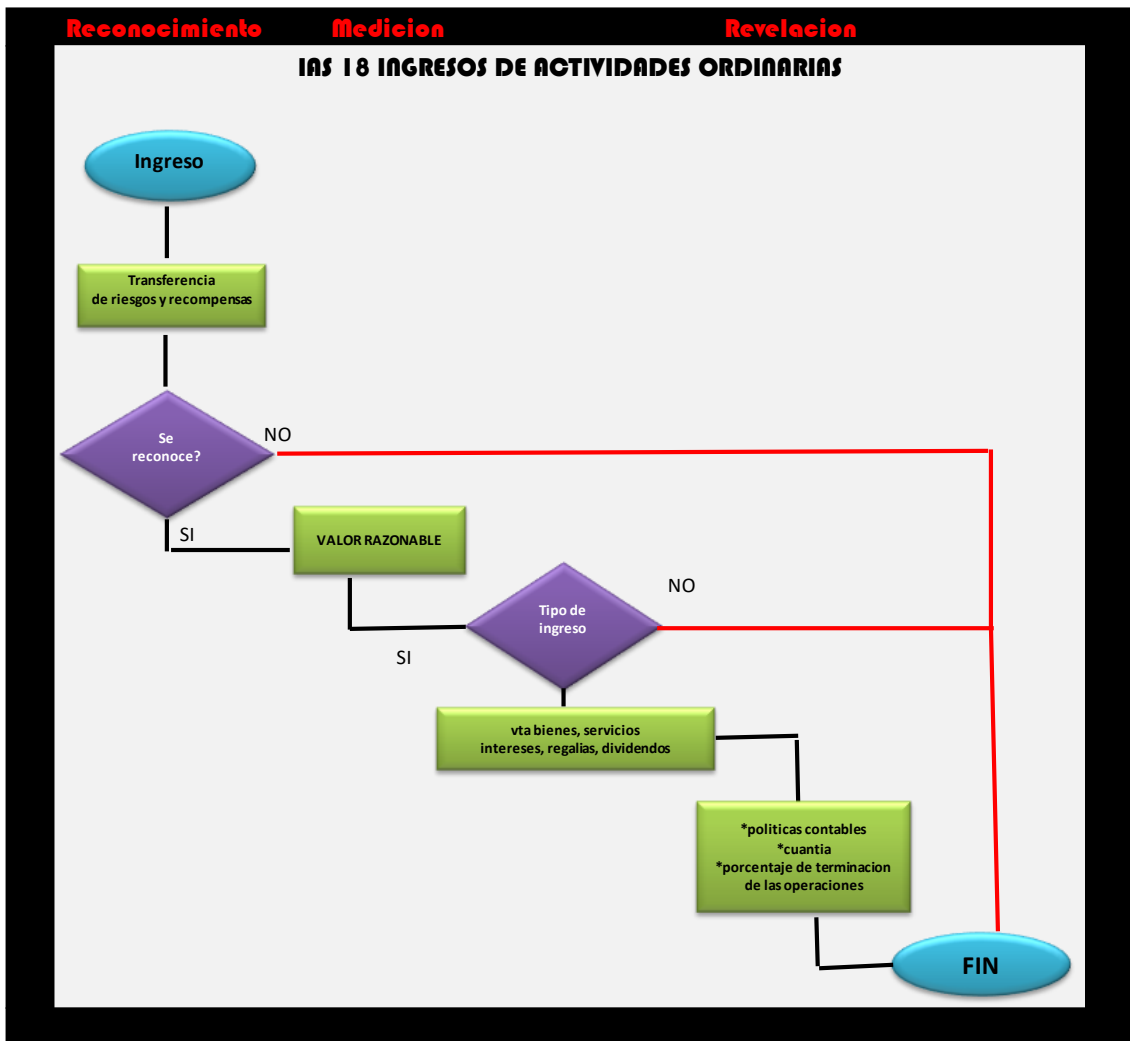 Reconocimiento Medicion Revelacion
IAS 18 INGRESOS DE ACTIVIDADES ORDINARIAS
Ingreso
Transferencia
de riesgos y recompensas
Se
reconoce?
NO
SI
VALOR RAZONABLE
Tipo de
ingreso
NO
SI
vta bienes, servicios
intereses, regalias, dividendos
*politicas contables
*cuantia
*porcentaje de terminacion
de las operaciones
FIN